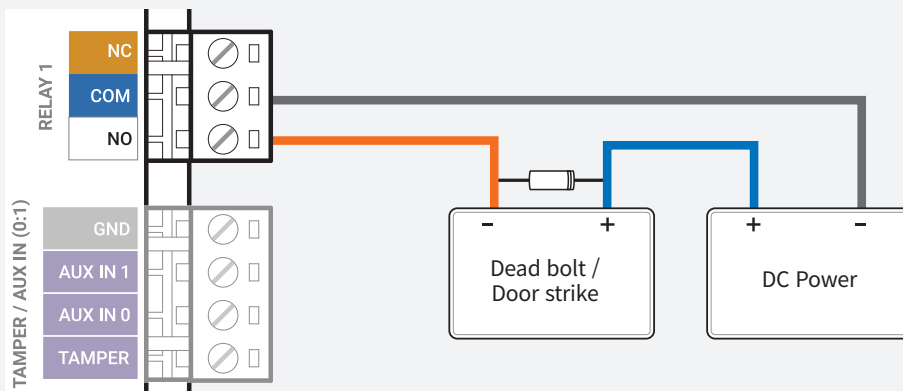 RELAY 1
NC
COM
NO
TAMPER / AUX IN (0:1)
GND
AUX IN 1
AUX IN 0
TAMPER
- +
Dead bolt /
Door strike
+ -
DC Power